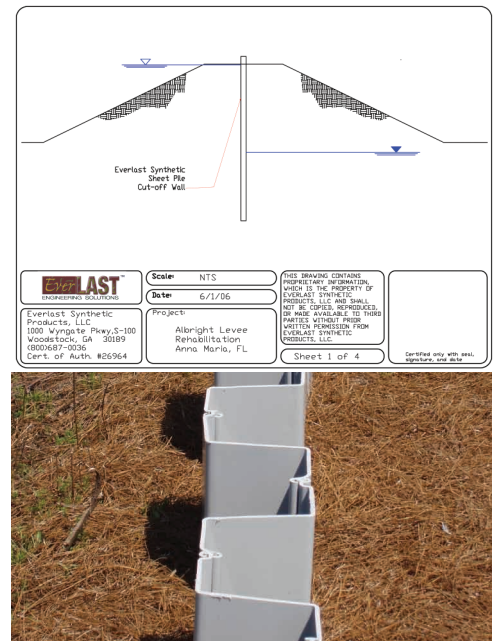 Everlast Synthetic
Sheet Pile
Cut-off Wall
EverLAST™
ENGINEERING SOLUTIONS
Everlast Synthetic
Products, LLC
1000 Wyngate Pkwy,S-100
Woodstock, GA 30189
(800)687-0036
Cert. of Auth. #26964
Scale: NTS
Date: 6/1/06
Project:
Albright Levee
Rehabilitation
Anna Maria, FL
THIS DRAWING CONTAINS
PROPRIETARY INFORMATION,
WHICH IS THE PROPERTY OF
EVERLAST SYNTHETIC
PRODUCTS, LLC AND SHALL
NOT BE COPIED, REPRODUCED,
OR MADE AVAILABLE TO THIRD
PARTIES WITHOUT PRIOR
WRITTEN PERMISSION FROM
EVERLAST SYNTHETIC
PRODUCTS, LLC.
Sheet 1 of 4
Certified only with seal,
signature, and date